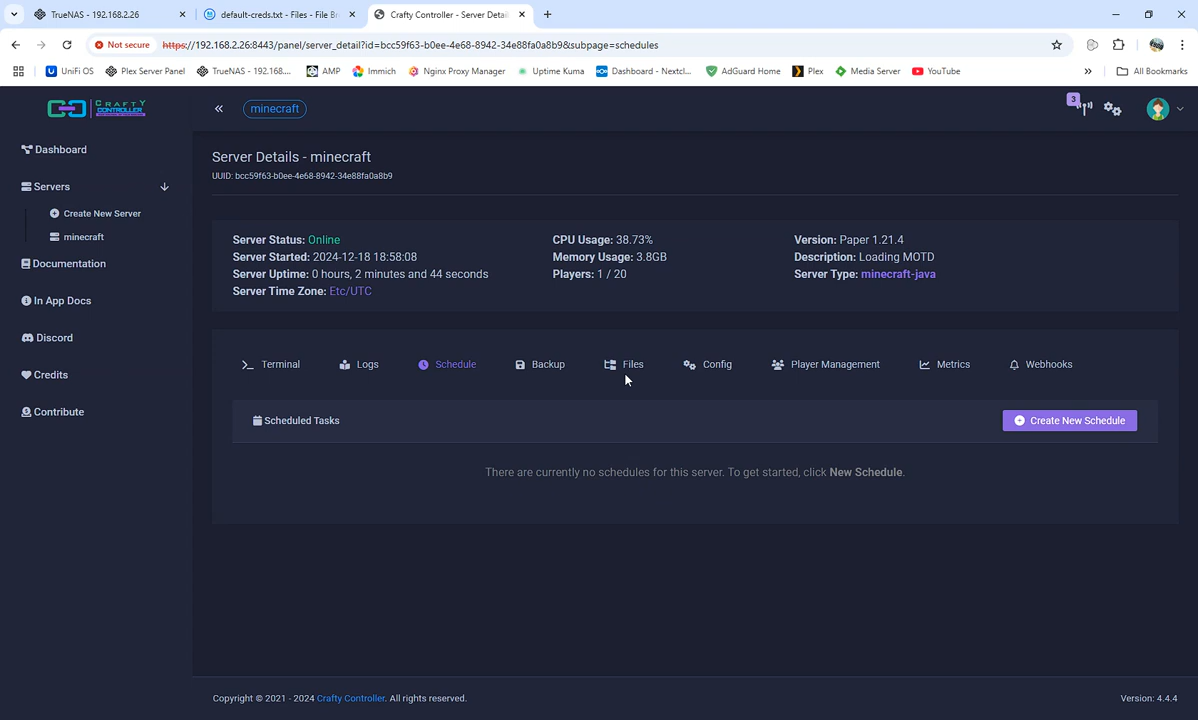 TrueNAS - 192.168.2.26
default-creds.txt - Files - File Br
Crafty Controller - Server Detai
Not secure
https://192.168.2.26:8443/panel/server_detail?id=bcc59f63-b0ee-4e68-8942-34e88fa0a8b9&subpage=schedules
UniFi OS
Plex Server Panel
TrueNAS - 192.168....
AMP
Immich
Nginx Proxy Manager
Uptime Kuma
Dashboard - Nextcl...
AdGuard Home
Plex
Media Server
YouTube
All Bookmarks
CRAFTY
CONTROLLER
minecraft
3
Dashboard
Servers
Create New Server
minecraft
Documentation
In App Docs
Discord
Credits
Contribute
Server Details - minecraft
UUID: bcc59f63-b0ee-4e68-8942-34e88fa0a8b9
Server Status: Online
Server Started: 2024-12-18 18:58:08
Server Uptime: 0 hours, 2 minutes and 44 seconds
Server Time Zone: Etc/UTC
CPU Usage: 38.73%
Memory Usage: 3.8GB
Players: 1 / 20
Version: Paper 1.21.4
Description: Loading MOTD
Server Type: minecraft-java
Terminal
Logs
Schedule
Backup
Files
Config
Player Management
Metrics
Webhooks
Scheduled Tasks
Create New Schedule
There are currently no schedules for this server. To get started, click New Schedule.
Copyright © 2021 - 2024 Crafty Controller. All rights reserved.
Version: 4.4.4